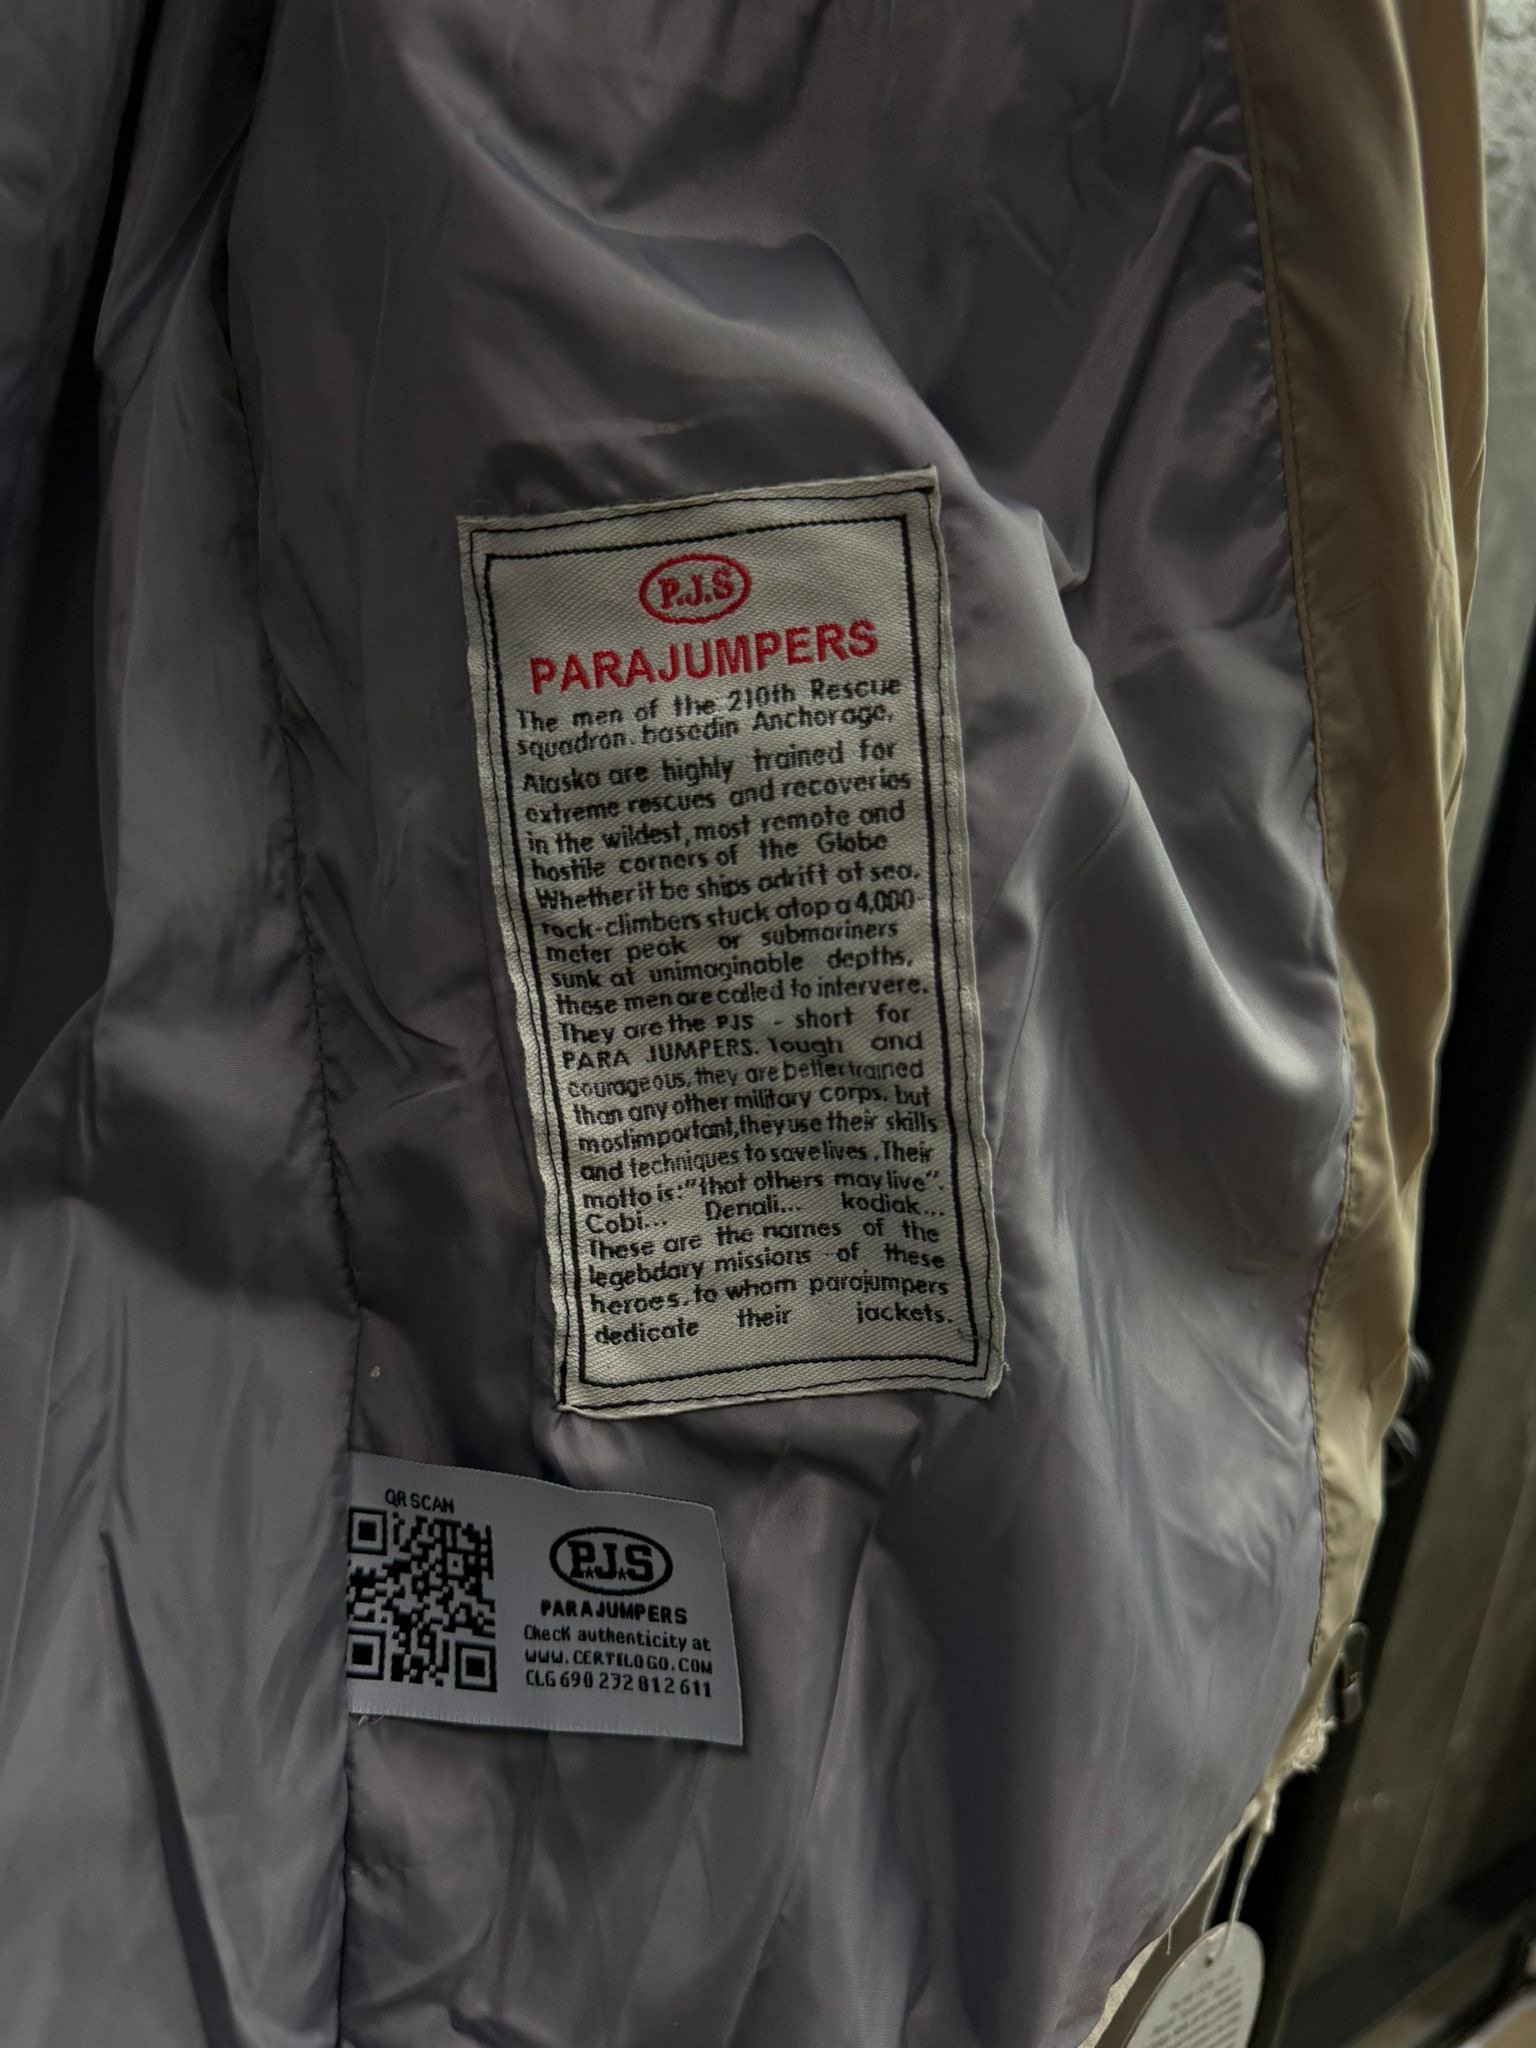 P.J.S
PARAJUMPERS
The men of the 210th Rescue
squadron. basedin Anchorage,
Alaska are highly trained for
extreme rescues and recoveries
in the wildest, most remote and
hostile corners of the Globe
Whether it be ships adrift at sea,
rock-climbers stuck atop a 4,000-
meter peak or submariners
sunk at unimaginable depths,
these men are called to intervere.
They are the PJS - short for
PARA JUMPERS. Tough and
courageous, they are better trained
than any other military corps. but
most important, they use their skills
and techniques to save lives. Their
motto is: "that others may live".
Cobi... Denali... kodiak...
These are the names of the
legebdary missions of these
heroes. to whom parajumpers
dedicate their jackets.
QR SCAN
P.J.S
PARAJUMPERS
Check authenticity at
WWW.CERTILOGO.COM
CLG 690 272 812 611